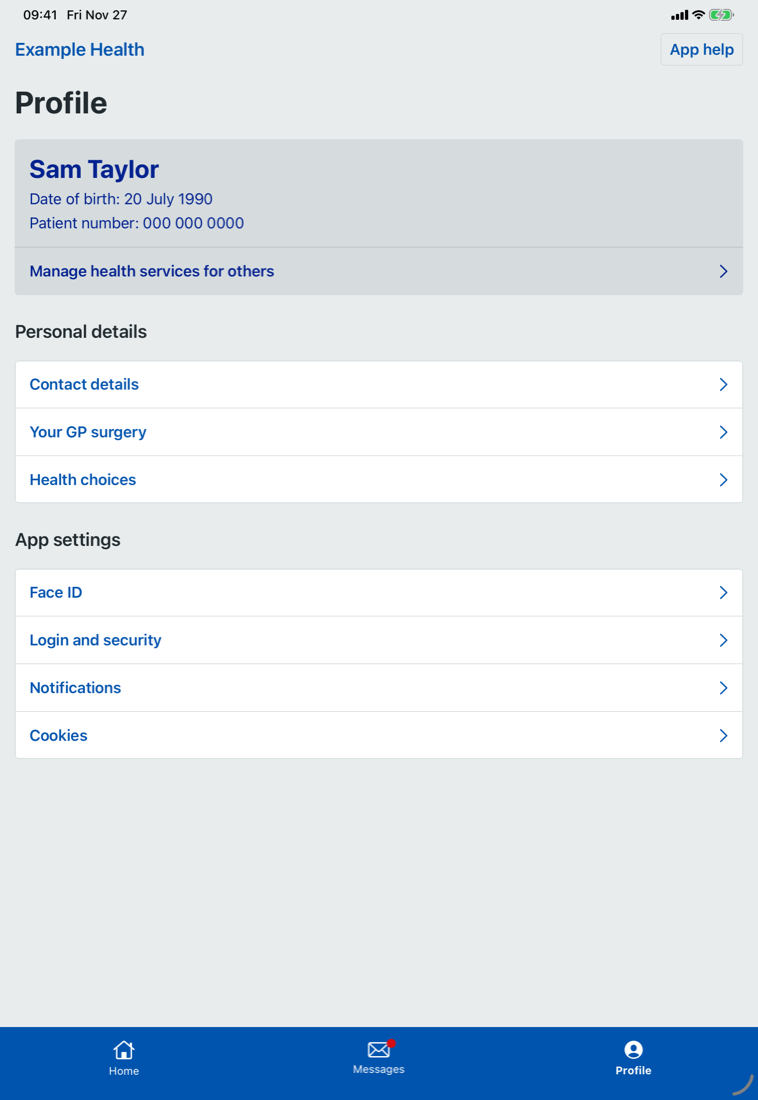 09:41 Fri Nov 27
Example Health
App help
Profile
Sam Taylor
Date of birth: 20 July 1990
Patient number: 000 000 0000
Manage health services for others
Personal details
Contact details
Your GP surgery
Health choices
App settings
Face ID
Login and security
Notifications
Cookies
Home
Messages
Profile